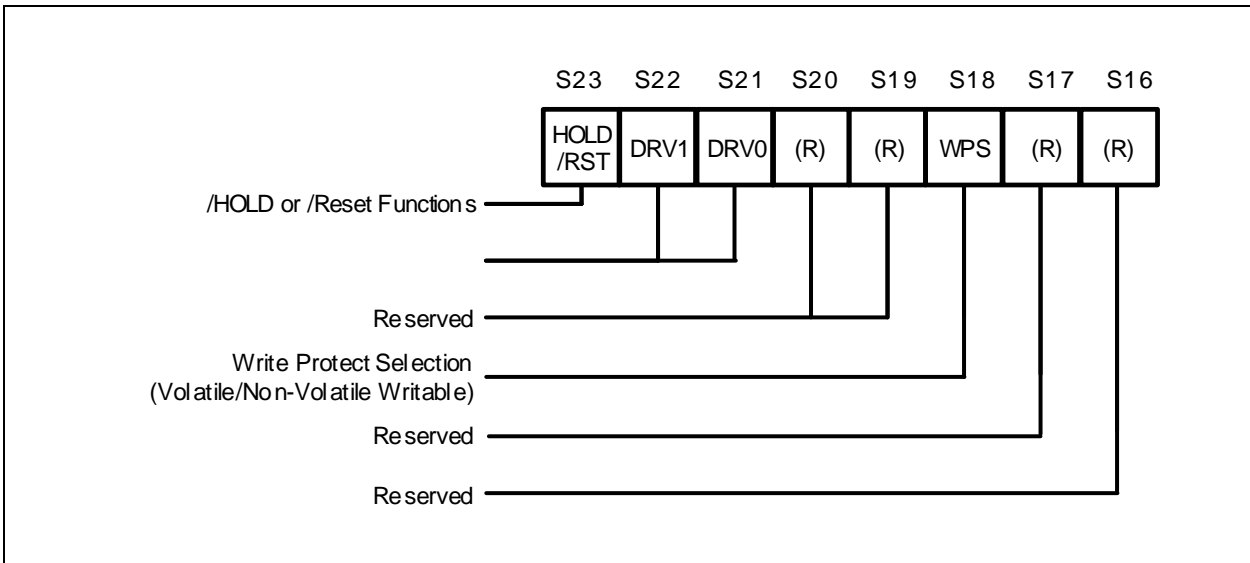 S23 S22 S21 S20 S19 S18 S17 S16
HOLD
/RST DRV1 DRV0 (R) (R) WPS (R) (R)
/HOLD or /Reset Functions
Reserved
Write Protect Selection
(Volatile/Non-Volatile Writable)
Reserved
Reserved